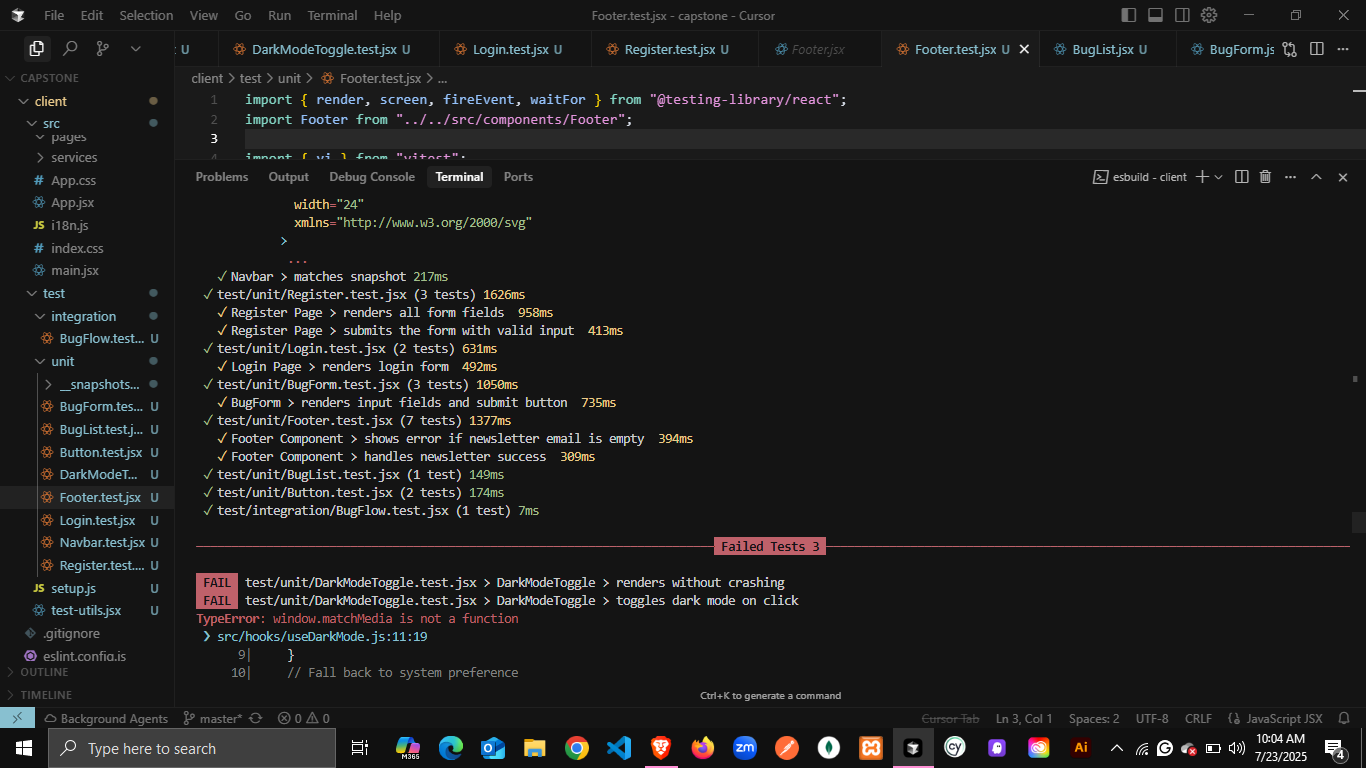 File Edit Selection View Go Run Terminal Help
Footer.test.jsx - capstone - Cursor
U
DarkModeToggle.test.jsx U
Login.test.jsx U
Register.test.jsx U
Footer.jsx
Footer.test.jsx U
BugList.jsx U
BugForm.js
CAPSTONE
client
src
pages
services
# App.css
App.jsx
JS i18n.js
# index.css
main.jsx
test
integration
BugFlow.test... U
unit
__snapshots...
BugForm.tes... U
BugList.test.j... U
Button.test.jsx U
DarkModeT... U
Footer.test.jsx U
Login.test.jsx U
Navbar.test.jsx U
Register.test.... U
JS setup.js U
test-utils.jsx U
.gitignore
eslint.config.js
OUTLINE
TIMELINE
client > test > unit > Footer.test.jsx > ...
1 import { render, screen, fireEvent, waitFor } from "@testing-library/react";
2 import Footer from "../../src/components/Footer";
3
4 import { vi } from "vitest";
Problems Output Debug Console Terminal Ports
esbuild - client
width="24"
xmlns="http://www.w3.org/2000/svg"
>
...
✓ Navbar > matches snapshot 217ms
✓ test/unit/Register.test.jsx (3 tests) 1626ms
✓ Register Page > renders all form fields 958ms
✓ Register Page > submits the form with valid input 413ms
✓ test/unit/Login.test.jsx (2 tests) 631ms
✓ Login Page > renders login form 492ms
✓ test/unit/BugForm.test.jsx (3 tests) 1050ms
✓ BugForm > renders input fields and submit button 735ms
✓ test/unit/Footer.test.jsx (7 tests) 1377ms
✓ Footer Component > shows error if newsletter email is empty 394ms
✓ Footer Component > handles newsletter success 309ms
✓ test/unit/BugList.test.jsx (1 test) 149ms
✓ test/unit/Button.test.jsx (2 tests) 174ms
✓ test/integration/BugFlow.test.jsx (1 test) 7ms
Failed Tests 3
FAIL test/unit/DarkModeToggle.test.jsx > DarkModeToggle > renders without crashing
FAIL test/unit/DarkModeToggle.test.jsx > DarkModeToggle > toggles dark mode on click
TypeError: window.matchMedia is not a function
❯ src/hooks/useDarkMode.js:11:19
9| }
10| // Fall back to system preference
Ctrl+K to generate a command
Background Agents
master*
0 0
Cursor Tab
Ln 3, Col 1
Spaces: 2
UTF-8
CRLF
JavaScript JSX
Type here to search
M365
zm
cy
Ai
10:04 AM
7/23/2025
4